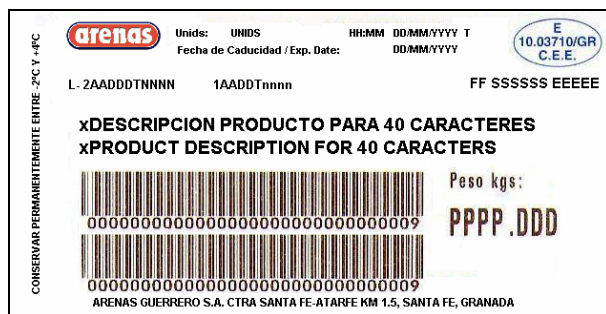 CONSERVAR PERMANENTEMENTE ENTRE -2ºC Y +4ºC
arenas
Unids: UNIDS HH:MM DD/MM/YYYY T
Fecha de Caducidad / Exp. Date: DD/MM/YYYY
E
10.03710/GR
C.E.E.
L- 2AADDDTNNNN 1AADDTnnnn FF SSSSSS EEEEE
xDESCRIPCION PRODUCTO PARA 40 CARACTERES
xPRODUCT DESCRIPTION FOR 40 CARACTERS
Peso kgs:
PPPP.DDD
0000000000000000000000000000000009
0000000000000000000000000000000009
ARENAS GUERRERO S.A. CTRA SANTA FE-ATARFE KM 1.5, SANTA FE, GRANADA